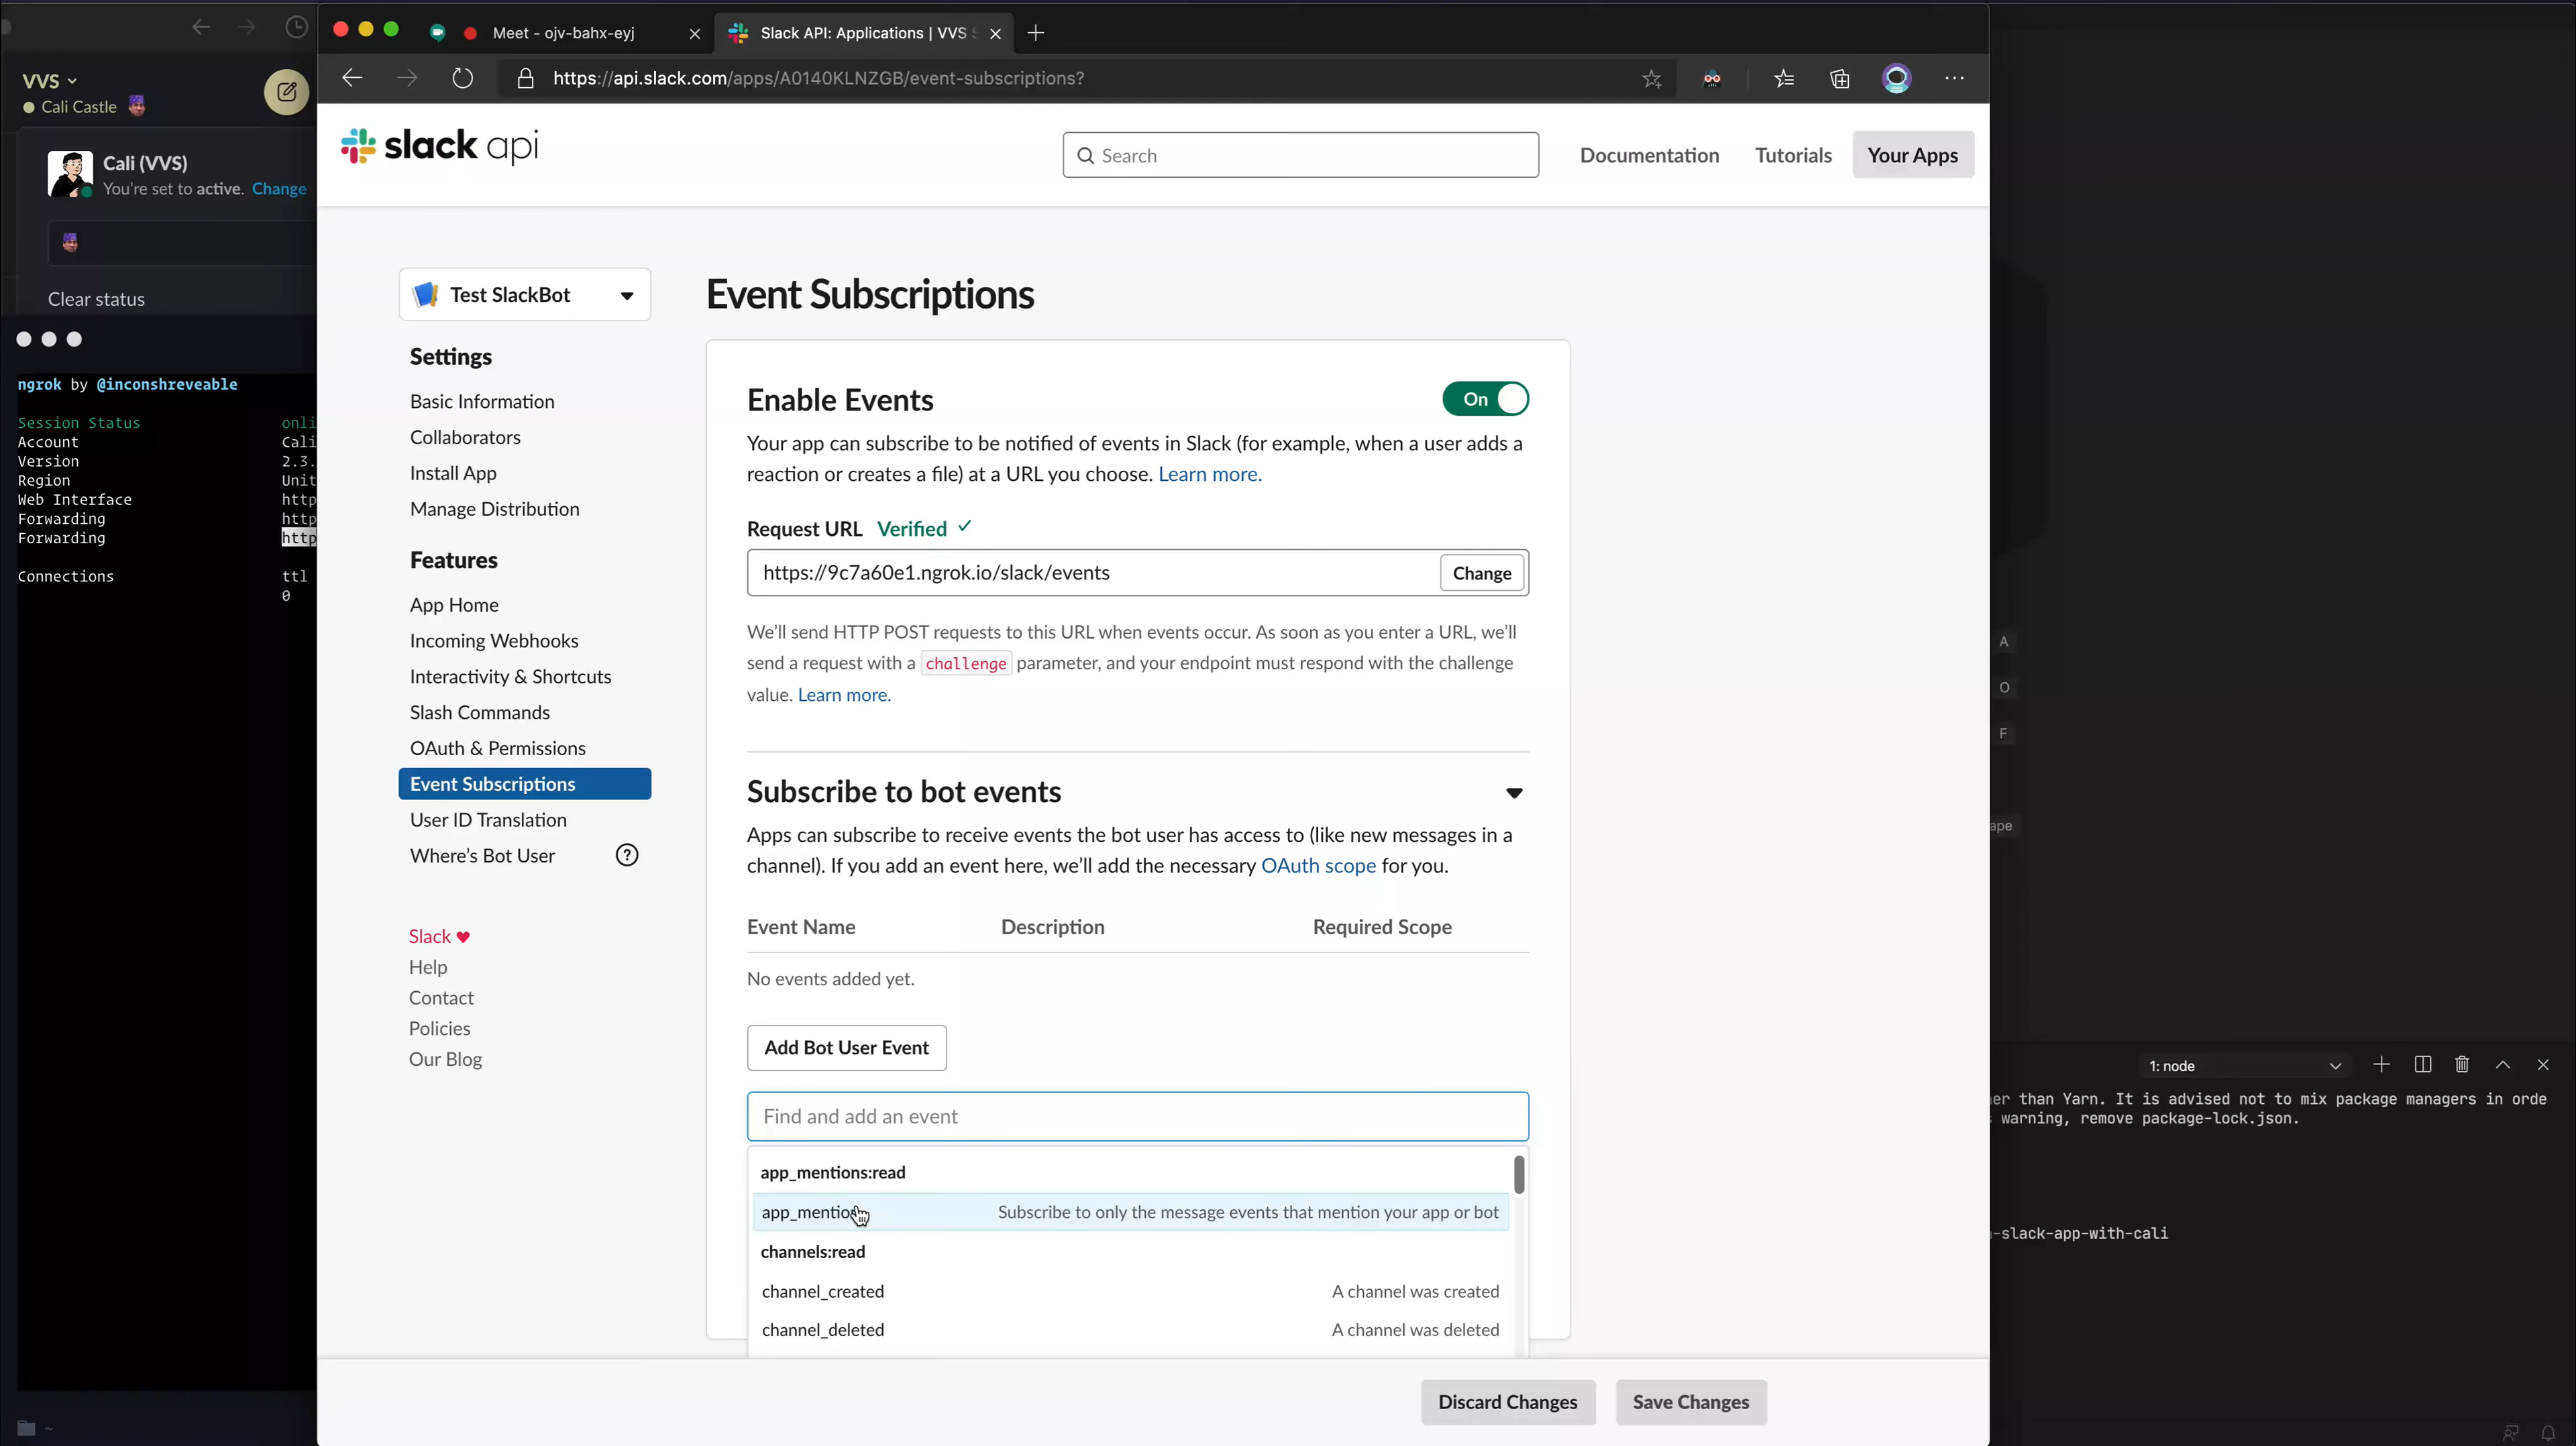 VVS
Cali Castle
Cali (VVS)
You're set to active. Change
Clear status
ngrok by @inconshreveable
Session Status onli
Account Cali
Version 2.3.
Region Unit
Web Interface http
Forwarding http
Forwarding http
Connections ttl
0
~
Meet - ojv-bahx-eyj
Slack API: Applications | VVS S
https://api.slack.com/apps/A0140KLNZGB/event-subscriptions?
slack api
Search
Documentation
Tutorials
Your Apps
Test SlackBot
Settings
Basic Information
Collaborators
Install App
Manage Distribution
Features
App Home
Incoming Webhooks
Interactivity & Shortcuts
Slash Commands
OAuth & Permissions
Event Subscriptions
User ID Translation
Where's Bot User
?
Slack ♥
Help
Contact
Policies
Our Blog
Event Subscriptions
Enable Events
On
Your app can subscribe to be notified of events in Slack (for example, when a user adds a
reaction or creates a file) at a URL you choose. Learn more.
Request URL Verified ✓
https://9c7a60e1.ngrok.io/slack/events
Change
We'll send HTTP POST requests to this URL when events occur. As soon as you enter a URL, we'll
send a request with a challenge parameter, and your endpoint must respond with the challenge
value. Learn more.
Subscribe to bot events
Apps can subscribe to receive events the bot user has access to (like new messages in a
channel). If you add an event here, we'll add the necessary OAuth scope for you.
Event Name Description Required Scope
No events added yet.
Add Bot User Event
Find and add an event
app_mentions:read
app_mention Subscribe to only the message events that mention your app or bot
channels:read
channel_created A channel was created
channel_deleted A channel was deleted
Discard Changes
Save Changes
A
O
F
ape
1: node
er than Yarn. It is advised not to mix package managers in orde
warning, remove package-lock.json.
-slack-app-with-cali